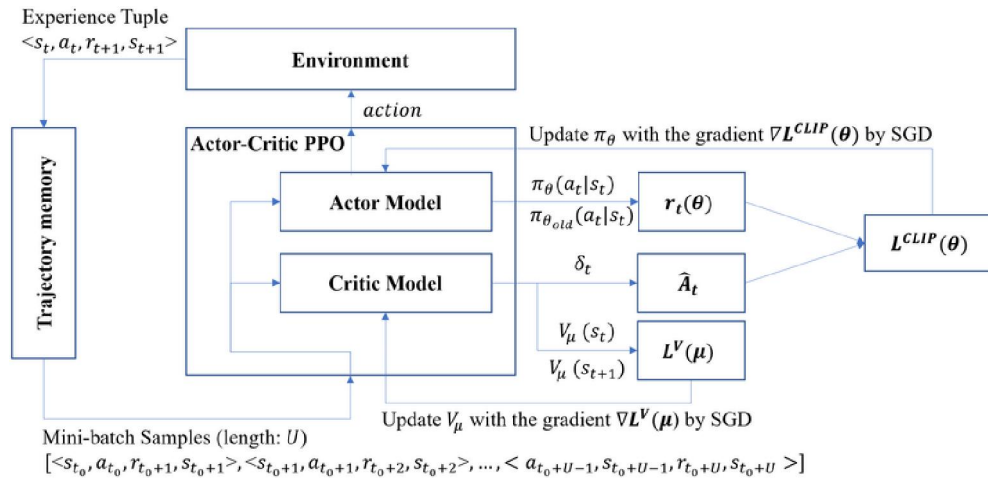 Experience Tuple
<s_t, a_t, r_{t+1}, s_{t+1}>
Environment
action
Update π_θ with the gradient ∇L^{CLIP}(θ) by SGD
Actor-Critic PPO
Trajectory memory
Actor Model
π_θ(a_t|s_t)
π_{θ_{old}}(a_t|s_t)
r_t(θ)
L^{CLIP}(θ)
Critic Model
δ_t
Â_t
V_μ(s_t)
V_μ(s_{t+1})
L^V(μ)
Update V_μ with the gradient ∇L^V(μ) by SGD
Mini-batch Samples (length: U)
[<s_{t_0}, a_{t_0}, r_{t_0+1}, s_{t_0+1}>, <s_{t_0+1}, a_{t_0+1}, r_{t_0+2}, s_{t_0+2}>, ..., < a_{t_0+U-1}, s_{t_0+U-1}, r_{t_0+U}, s_{t_0+U} >]